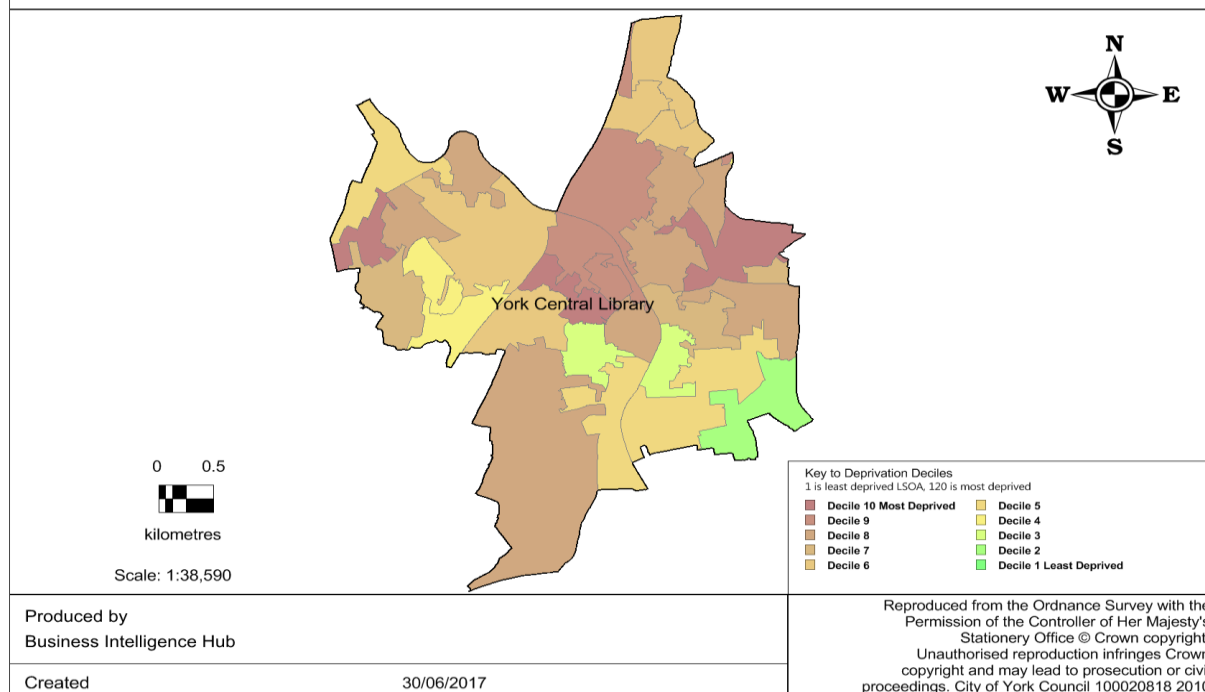 N
W E
S
York Central Library
0 0.5
kilometres
Scale: 1:38,590
Key to Deprivation Deciles
1 is least deprived LSOA, 120 is most deprived
Decile 10 Most Deprived
Decile 9
Decile 8
Decile 7
Decile 6
Decile 5
Decile 4
Decile 3
Decile 2
Decile 1 Least Deprived
Produced by
Business Intelligence Hub
Created 30/06/2017
Reproduced from the Ordnance Survey with the
Permission of the Controller of Her Majesty's
Stationery Office © Crown copyright
Unauthorised reproduction infringes Crown
copyright and may lead to prosecution or civi
proceedings. City of York Council 100020818 2010